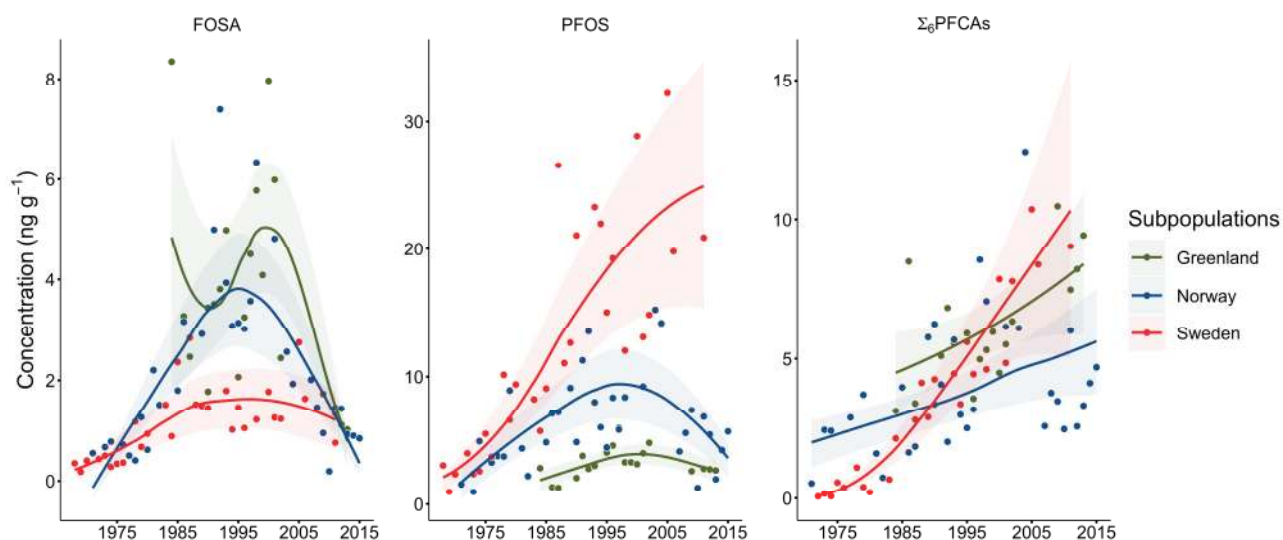 FOSA PFOS Σ₆PFCAs
Concentration (ng g⁻¹)
8
6
4
2
0
1975 1985 1995 2005 2015
30
20
10
0
1975 1985 1995 2005 2015
15
10
5
0
1975 1985 1995 2005 2015
Subpopulations
Greenland
Norway
Sweden